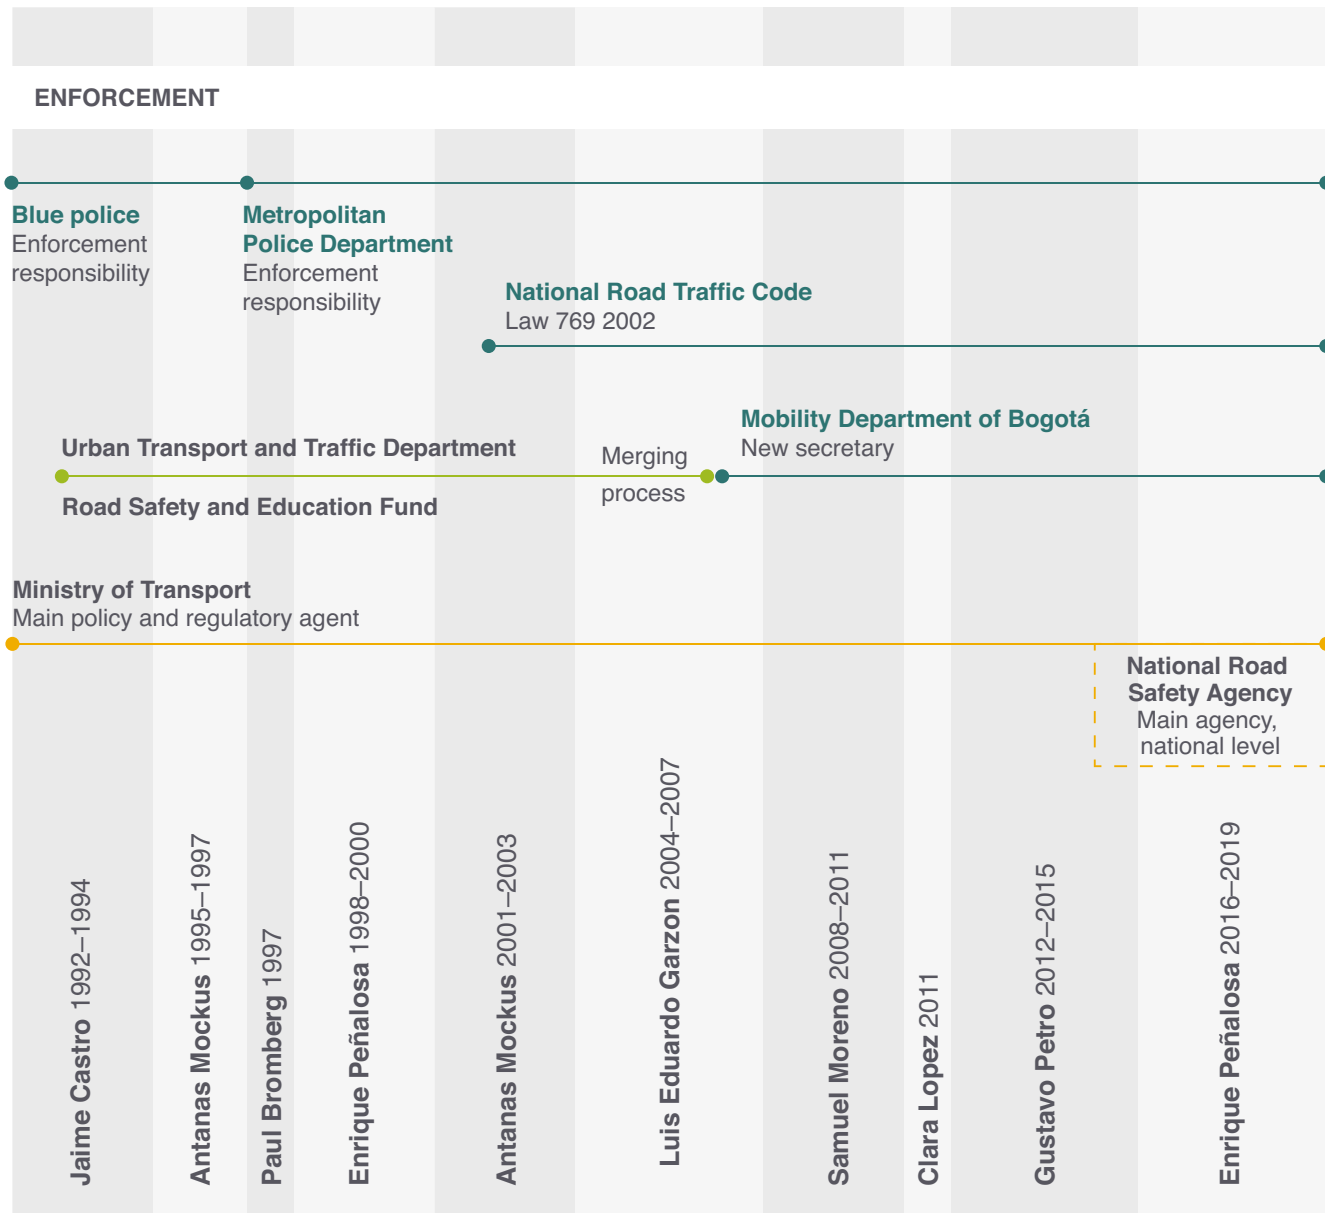 ENFORCEMENT
Blue police
Enforcement
responsibility
Metropolitan
Police Department
Enforcement
responsibility
National Road Traffic Code
Law 769 2002
Mobility Department of Bogotá
New secretary
Urban Transport and Traffic Department
Merging
process
Road Safety and Education Fund
Ministry of Transport
Main policy and regulatory agent
National Road
Safety Agency
Main agency,
national level
Jaime Castro 1992–1994
Antanas Mockus 1995–1997
Paul Bromberg 1997
Enrique Peñalosa 1998–2000
Antanas Mockus 2001–2003
Luis Eduardo Garzon 2004–2007
Samuel Moreno 2008–2011
Clara Lopez 2011
Gustavo Petro 2012–2015
Enrique Peñalosa 2016–2019